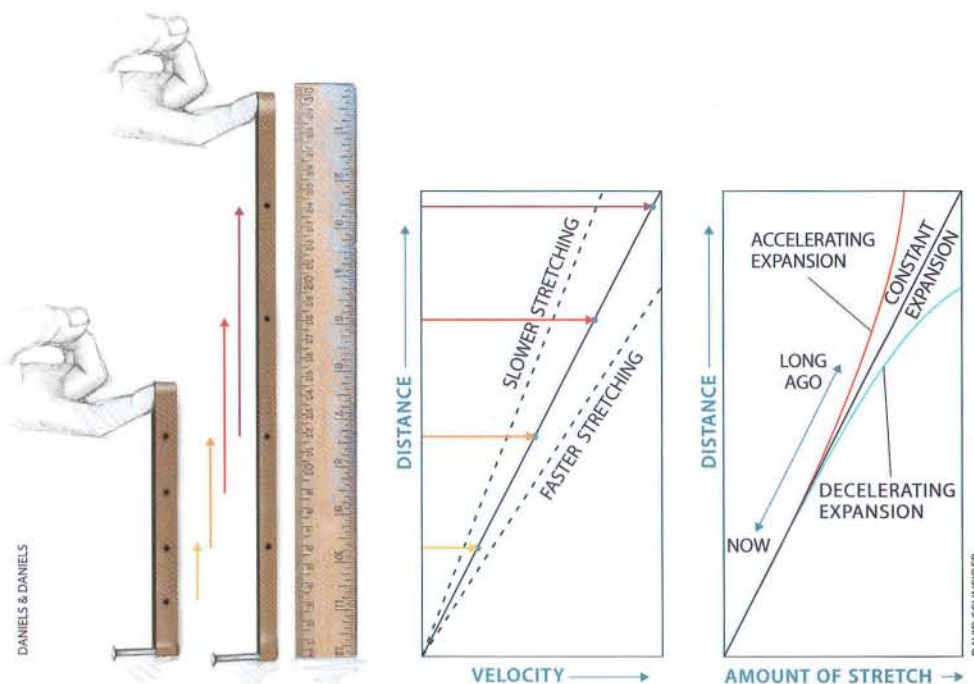 DANIELS & DANIELS
DISTANCE
SLOWER STRETCHING
FASTER STRETCHING
VELOCITY
DISTANCE
ACCELERATING
EXPANSION
CONSTANT
EXPANSION
LONG
AGO
NOW
DECELERATING
EXPANSION
AMOUNT OF STRETCH